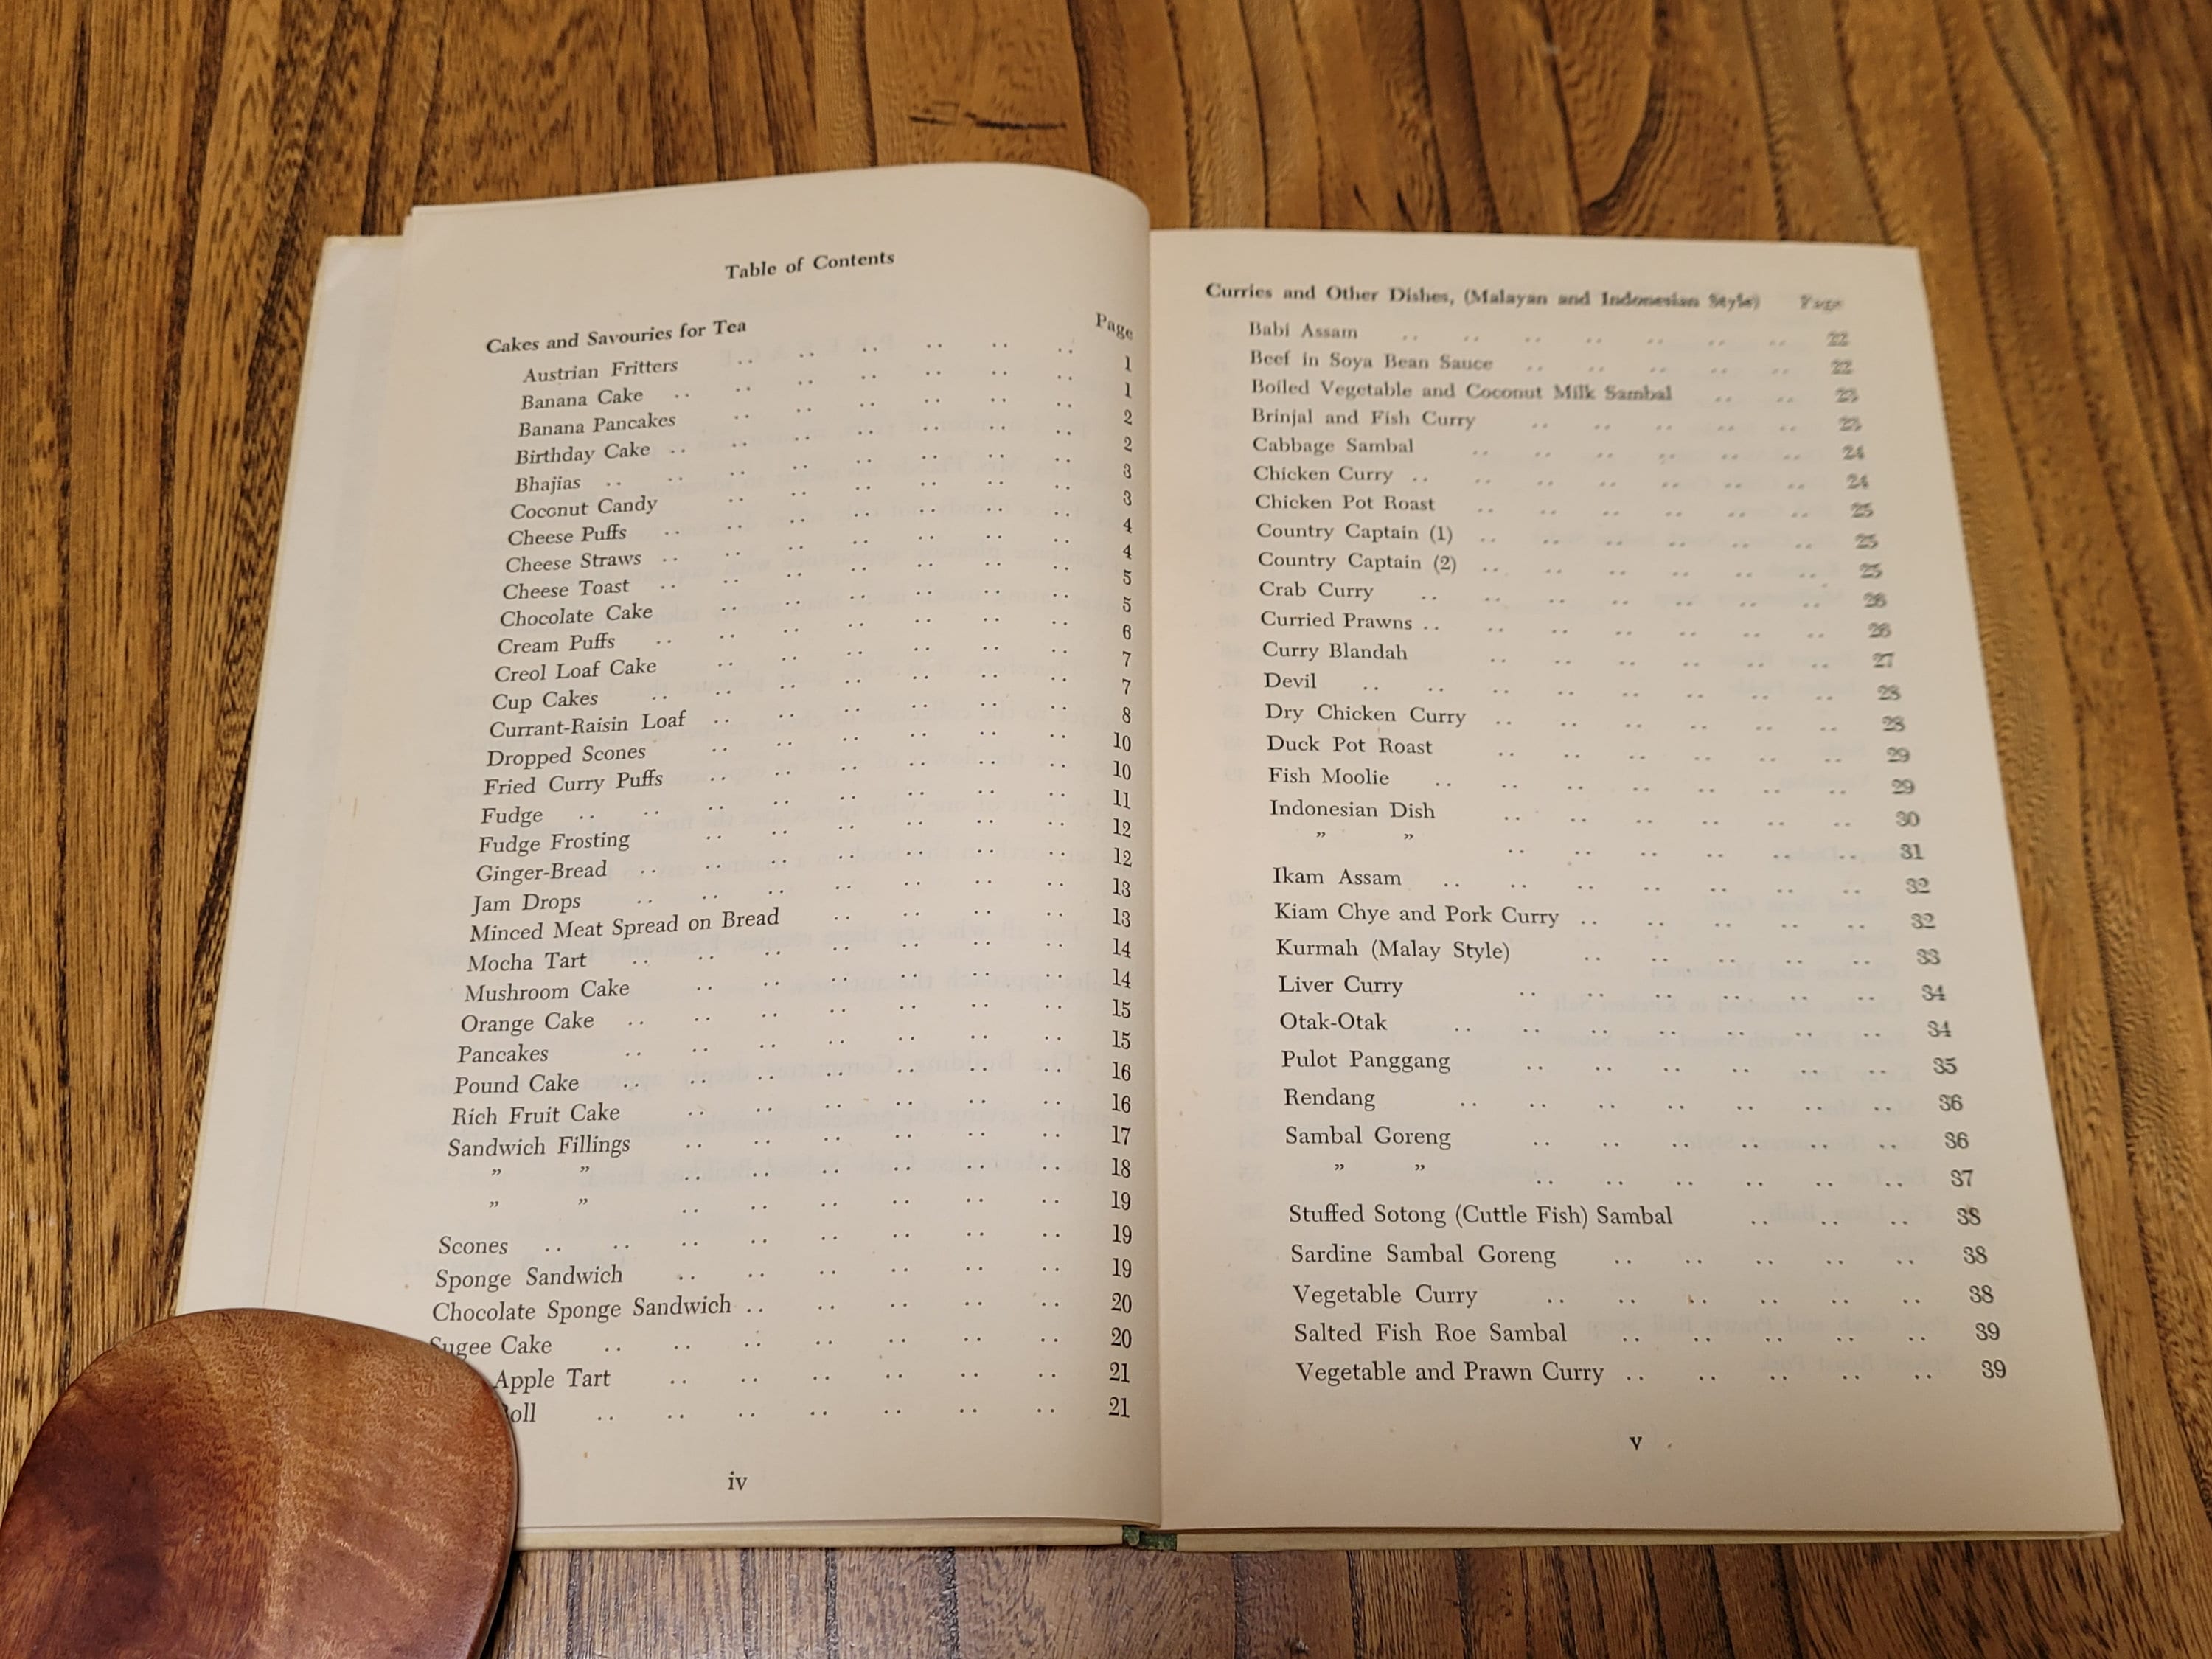 Table of Contents
Cakes and Savouries for Tea Page
Austrian Fritters .. .. .. .. .. .. 1
Banana Cake .. .. .. .. .. .. 1
Banana Pancakes .. .. .. .. .. .. 2
Birthday Cake .. .. .. .. .. .. 2
Bhajias .. .. .. .. .. .. .. 3
Coconut Candy .. .. .. .. .. .. 3
Cheese Puffs .. .. .. .. .. .. 4
Cheese Straws .. .. .. .. .. .. 4
Cheese Toast .. .. .. .. .. .. 5
Chocolate Cake .. .. .. .. .. .. 5
Cream Puffs .. .. .. .. .. .. 6
Creol Loaf Cake .. .. .. .. .. .. 7
Cup Cakes .. .. .. .. .. .. .. 7
Currant-Raisin Loaf .. .. .. .. .. .. 8
Dropped Scones .. .. .. .. .. .. 10
Fried Curry Puffs .. .. .. .. .. .. 10
Fudge .. .. .. .. .. .. .. 11
Fudge Frosting .. .. .. .. .. .. 12
Ginger-Bread .. .. .. .. .. .. .. 12
Jam Drops .. .. .. .. .. .. .. 13
Minced Meat Spread on Bread .. .. .. .. 13
Mocha Tart .. .. .. .. .. .. .. 14
Mushroom Cake .. .. .. .. .. .. 14
Orange Cake .. .. .. .. .. .. .. 15
Pancakes .. .. .. .. .. .. .. 15
Pound Cake .. .. .. .. .. .. .. 16
Rich Fruit Cake .. .. .. .. .. .. 16
Sandwich Fillings .. .. .. .. .. .. 17
” ” .. .. .. .. .. .. 18
” ” .. .. .. .. .. .. 19
Scones .. .. .. .. .. .. .. .. 19
Sponge Sandwich .. .. .. .. .. .. 19
Chocolate Sponge Sandwich .. .. .. .. .. 20
Sugee Cake .. .. .. .. .. .. .. 20
Apple Tart .. .. .. .. .. .. 21
.. .. .. .. .. .. .. 21
iv
Curries and Other Dishes, (Malayan and Indonesian Style) Page
Babi Assam .. .. .. .. .. .. .. 22
Beef in Soya Bean Sauce .. .. .. .. .. 22
Boiled Vegetable and Coconut Milk Sambal .. .. 23
Brinjal and Fish Curry .. .. .. .. .. 23
Cabbage Sambal .. .. .. .. .. .. 24
Chicken Curry .. .. .. .. .. .. .. 24
Chicken Pot Roast .. .. .. .. .. .. 25
Country Captain (1) .. .. .. .. .. .. 25
Country Captain (2) .. .. .. .. .. .. 25
Crab Curry .. .. .. .. .. .. .. 26
Curried Prawns .. .. .. .. .. .. .. 26
Curry Blandah .. .. .. .. .. .. 27
Devil .. .. .. .. .. .. .. .. 28
Dry Chicken Curry .. .. .. .. .. .. 28
Duck Pot Roast .. .. .. .. .. .. 29
Fish Moolie .. .. .. .. .. .. .. 29
Indonesian Dish .. .. .. .. .. .. 30
” ” .. .. .. .. .. .. 31
Ikam Assam .. .. .. .. .. .. .. 32
Kiam Chye and Pork Curry .. .. .. .. .. 32
Kurmah (Malay Style) .. .. .. .. .. 33
Liver Curry .. .. .. .. .. .. 34
Otak-Otak .. .. .. .. .. .. .. 34
Pulot Panggang .. .. .. .. .. .. 35
Rendang .. .. .. .. .. .. .. 36
Sambal Goreng .. .. .. .. .. .. 36
” ” .. .. .. .. .. .. 37
Stuffed Sotong (Cuttle Fish) Sambal .. .. .. 38
Sardine Sambal Goreng .. .. .. .. .. 38
Vegetable Curry .. .. .. .. .. .. 38
Salted Fish Roe Sambal .. .. .. .. .. 39
Vegetable and Prawn Curry .. .. .. .. .. 39
v